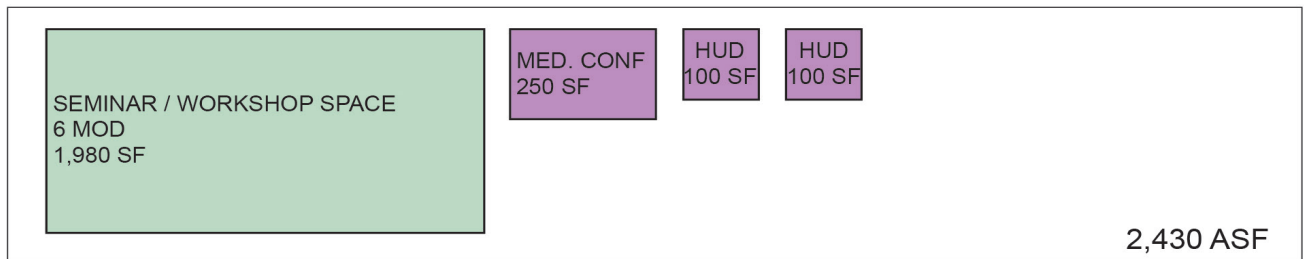 SEMINAR / WORKSHOP SPACE
6 MOD
1,980 SF
MED. CONF
250 SF
HUD
100 SF
HUD
100 SF
2,430 ASF